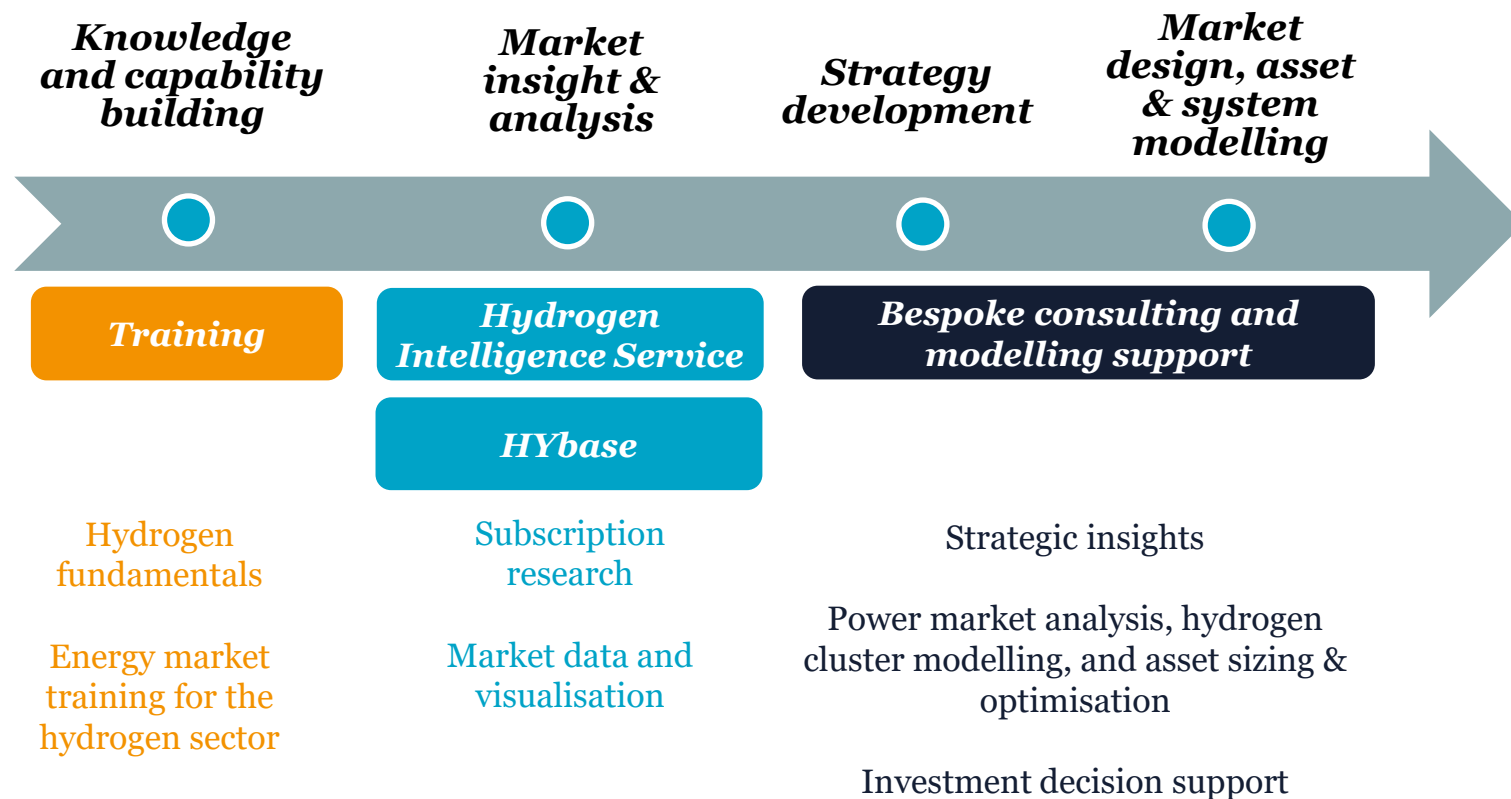 Knowledge
and capability
building
Market
insight &
analysis
Strategy
development
Market
design, asset
& system
modelling
Training
Hydrogen
Intelligence Service
HYbase
Bespoke consulting and
modelling support
Hydrogen
fundamentals
Energy market
training for the
hydrogen sector
Subscription
research
Market data and
visualisation
Strategic insights
Power market analysis, hydrogen
cluster modelling, and asset sizing &
optimisation
Investment decision support